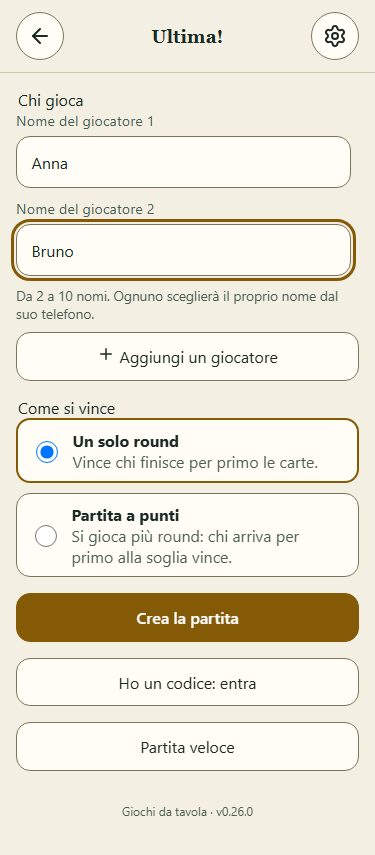 Ultima!
Chi gioca
Nome del giocatore 1
Anna
Nome del giocatore 2
Bruno
Da 2 a 10 nomi. Ognuno sceglierà il proprio nome dal
suo telefono.
+ Aggiungi un giocatore
Come si vince
Un solo round
Vince chi finisce per primo le carte.
Partita a punti
Si gioca più round: chi arriva per
primo alla soglia vince.
Crea la partita
Ho un codice: entra
Partita veloce
Giochi da tavola · v0.26.0